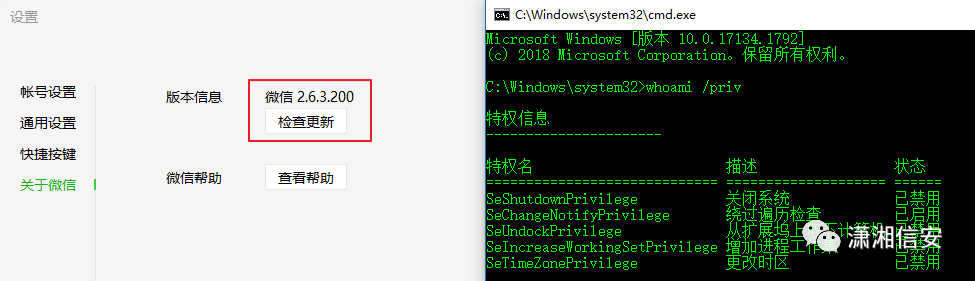 设置
帐号设置
通用设置
快捷按键
关于微信
版本信息
微信 2.6.3.200
检查更新
微信帮助
查看帮助
C:\Windows\system32\cmd.exe
Microsoft Windows [版本 10.0.17134.1792]
(c) 2018 Microsoft Corporation。保留所有权利。
C:\Windows\system32>whoami /priv
特权信息
----------------------
特权名 描述 状态
============================= ==================== ======
SeShutdownPrivilege 关闭系统 已禁用
SeChangeNotifyPrivilege 绕过遍历检查 已启用
SeUndockPrivilege 从扩展坞上 已禁用
SeIncreaseWorkingSetPrivilege 增加进程工作 已禁用
SeTimeZonePrivilege 更改时区 已禁用
潇湘信安